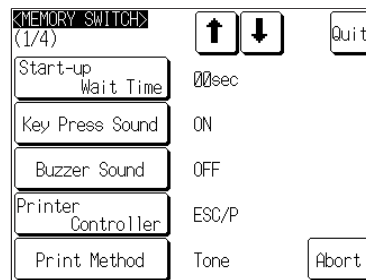 <MEMORY SWITCH>
(1/4)
Quit
Start-up
Wait Time
00sec
Key Press Sound
ON
Buzzer Sound
OFF
Printer
Controller
ESC/P
Print Method
Tone
Abort